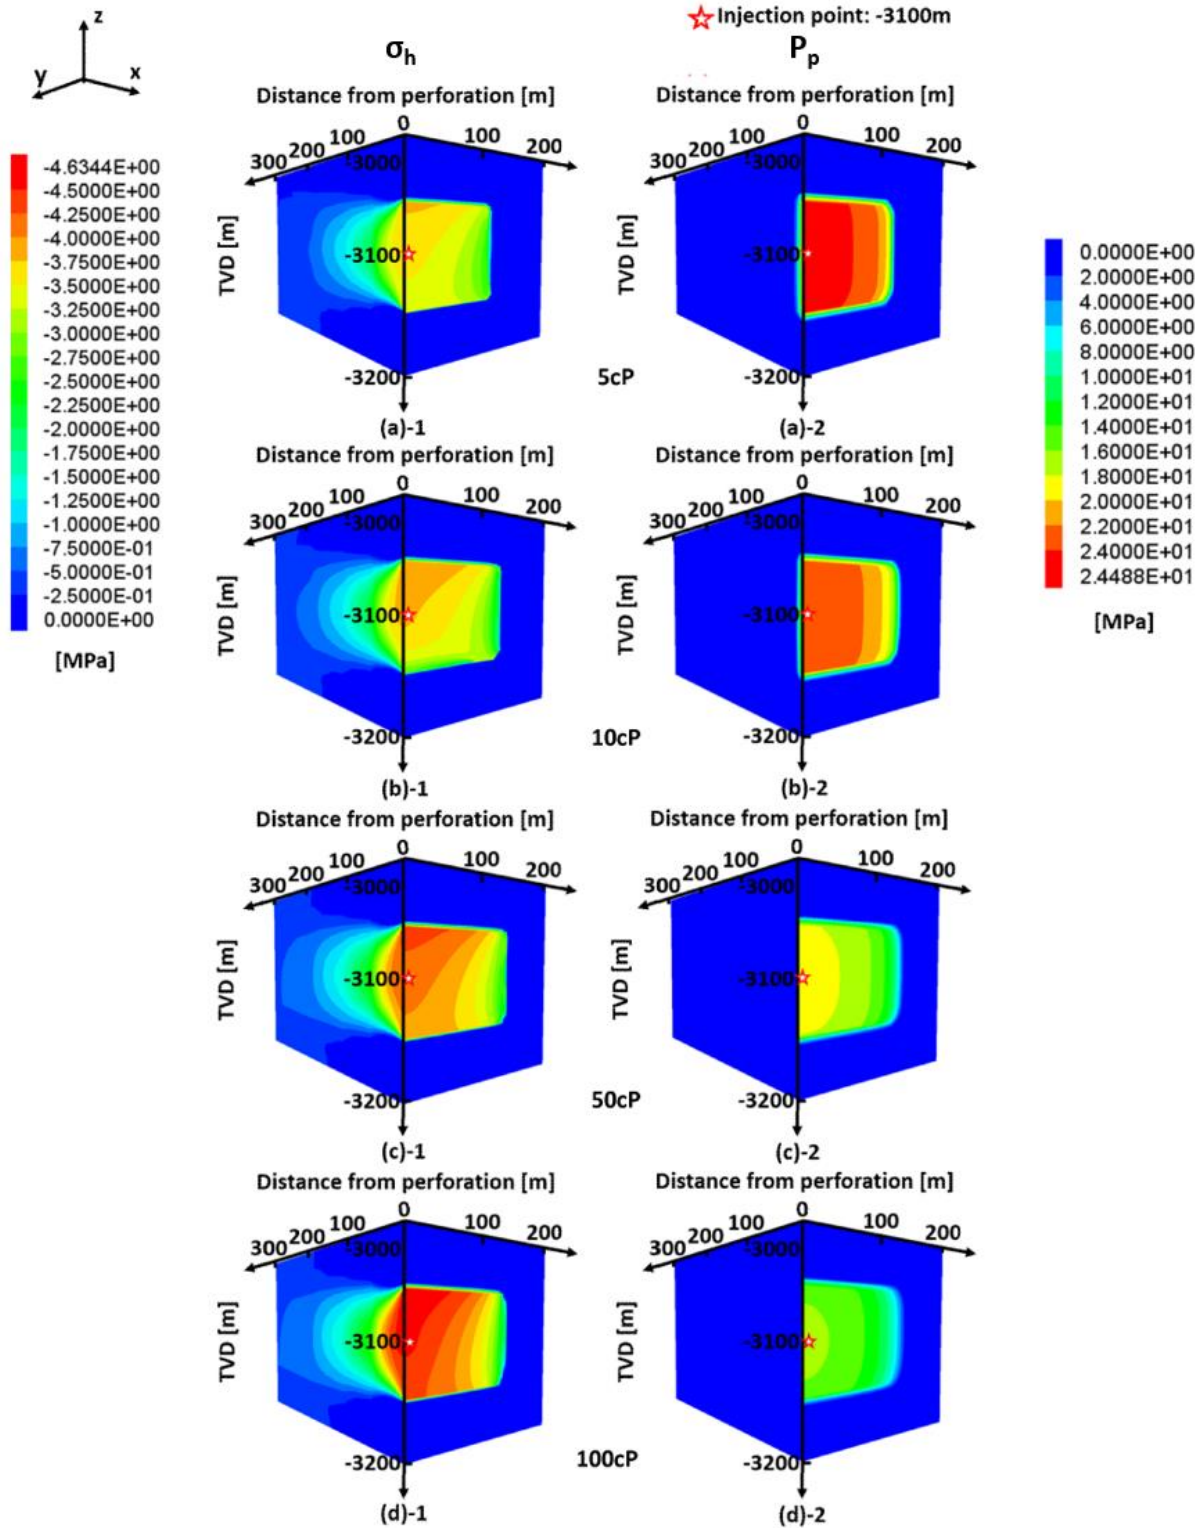 z
y
x
☆ Injection point: -3100m
σh
Pp
Distance from perforation [m]
0
100
200
300
100
200
-3000
TVD [m]
-3100
-3200
(a)-1
Distance from perforation [m]
0
100
200
300
100
200
-3000
TVD [m]
-3100
-3200
(a)-2
5cP
-4.6344E+00
-4.5000E+00
-4.2500E+00
-4.0000E+00
-3.7500E+00
-3.5000E+00
-3.2500E+00
-3.0000E+00
-2.7500E+00
-2.5000E+00
-2.2500E+00
-2.0000E+00
-1.7500E+00
-1.5000E+00
-1.2500E+00
-1.0000E+00
-7.5000E-01
-5.0000E-01
-2.5000E-01
0.0000E+00
[MPa]
0.0000E+00
2.0000E+00
4.0000E+00
6.0000E+00
8.0000E+00
1.0000E+01
1.2000E+01
1.4000E+01
1.6000E+01
1.8000E+01
2.0000E+01
2.2000E+01
2.4000E+01
2.4488E+01
[MPa]
Distance from perforation [m]
0
100
200
300
100
200
-3000
TVD [m]
-3100
-3200
(b)-1
Distance from perforation [m]
0
100
200
300
100
200
-3000
TVD [m]
-3100
-3200
(b)-2
10cP
Distance from perforation [m]
0
100
200
300
100
200
-3000
TVD [m]
-3100
-3200
(c)-1
Distance from perforation [m]
0
100
200
300
100
200
-3000
TVD [m]
-3100
-3200
(c)-2
50cP
Distance from perforation [m]
0
100
200
300
100
200
-3000
TVD [m]
-3100
-3200
(d)-1
Distance from perforation [m]
0
100
200
300
100
200
-3000
TVD [m]
-3100
-3200
(d)-2
100cP